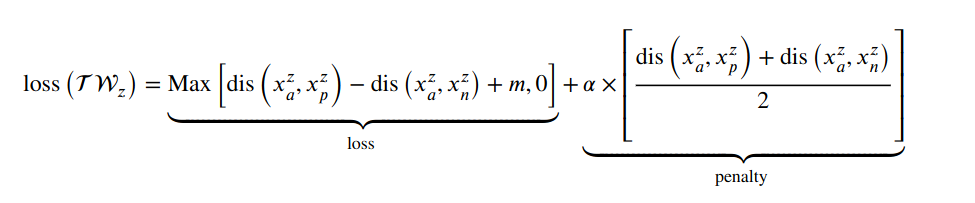 loss (𝒯𝒲_z) = Max [dis (x_a^z, x_p^z) − dis (x_a^z, x_n^z) + m, 0] + α × [(dis (x_a^z, x_p^z) + dis (x_a^z, x_n^z)) / 2]
loss
penalty